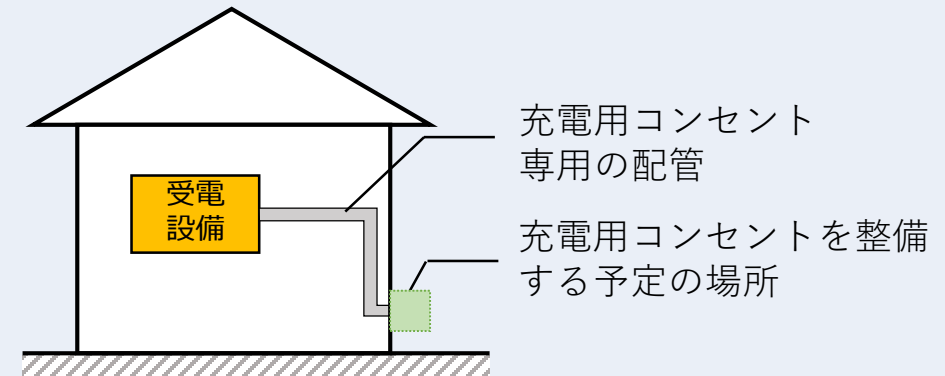 充電用コンセント
専用の配管
受電
設備
充電用コンセントを整備
する予定の場所